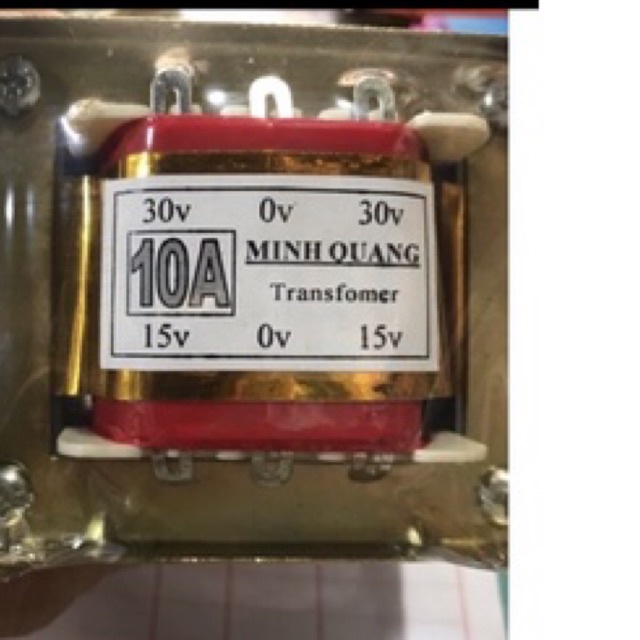 30v 0v 30v
10A MINH QUANG
Transfomer
15v 0v 15v